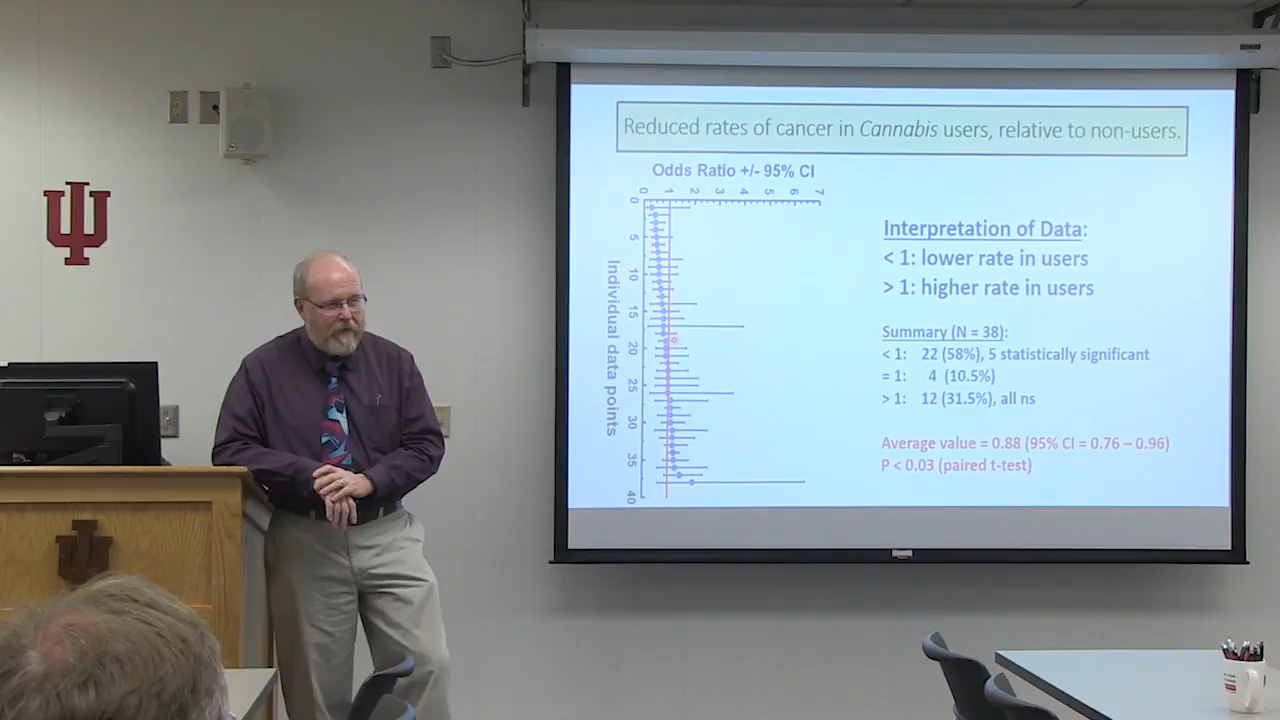 Reduced rates of cancer in Cannabis users, relative to non-users.
Odds Ratio +/- 95% CI
0 1 2 3 4 5 6 7
0
5
10
15
20
25
30
35
40
Individual data points
Interpretation of Data:
< 1: lower rate in users
> 1: higher rate in users
Summary (N = 38):
< 1: 22 (58%), 5 statistically significant
= 1: 4 (10.5%)
> 1: 12 (31.5%), all ns
Average value = 0.88 (95% CI = 0.76 – 0.96)
P < 0.03 (paired t-test)